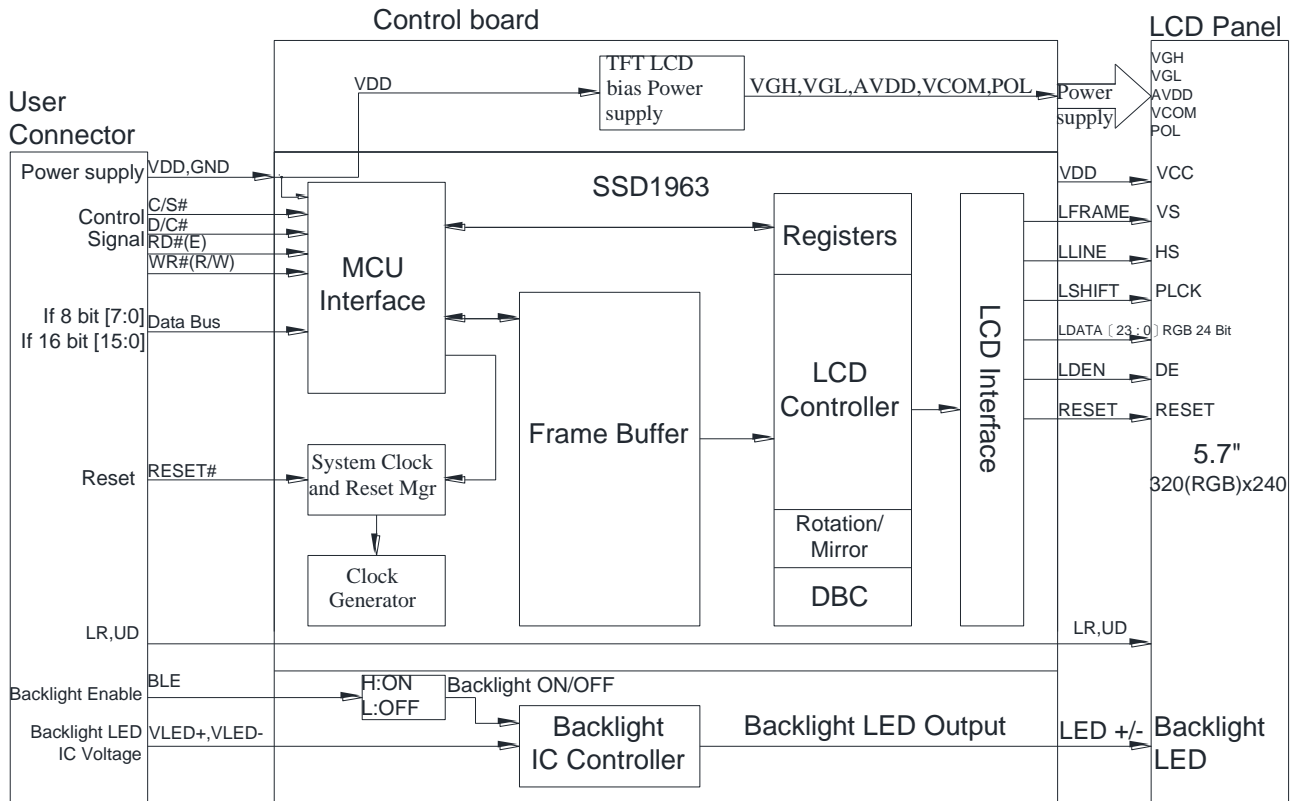 Control board
LCD Panel
User
Connector
VDD
TFT LCD
bias Power
supply
VGH,VGL,AVDD,VCOM,POL
Power
supply
VGH
VGL
AVDD
VCOM
POL
Power supply
VDD,GND
Control
Signal
C/S#
D/C#
RD#(E)
WR#(R/W)
If 8 bit [7:0]
If 16 bit [15:0]
Data Bus
Reset
RESET#
MCU
Interface
System Clock
and Reset Mgr
Clock
Generator
SSD1963
Frame Buffer
Registers
LCD
Controller
Rotation/
Mirror
DBC
LCD Interface
VDD
VCC
LFRAME
VS
LLINE
HS
LSHIFT
PLCK
LDATA〔23:0〕RGB 24 Bit
LDEN
DE
RESET
RESET
5.7"
320(RGB)x240
LR,UD
LR,UD
Backlight Enable
BLE
H:ON
L:OFF
Backlight ON/OFF
Backlight LED
IC Voltage
VLED+,VLED-
Backlight
IC Controller
Backlight LED Output
LED +/-
Backlight
LED